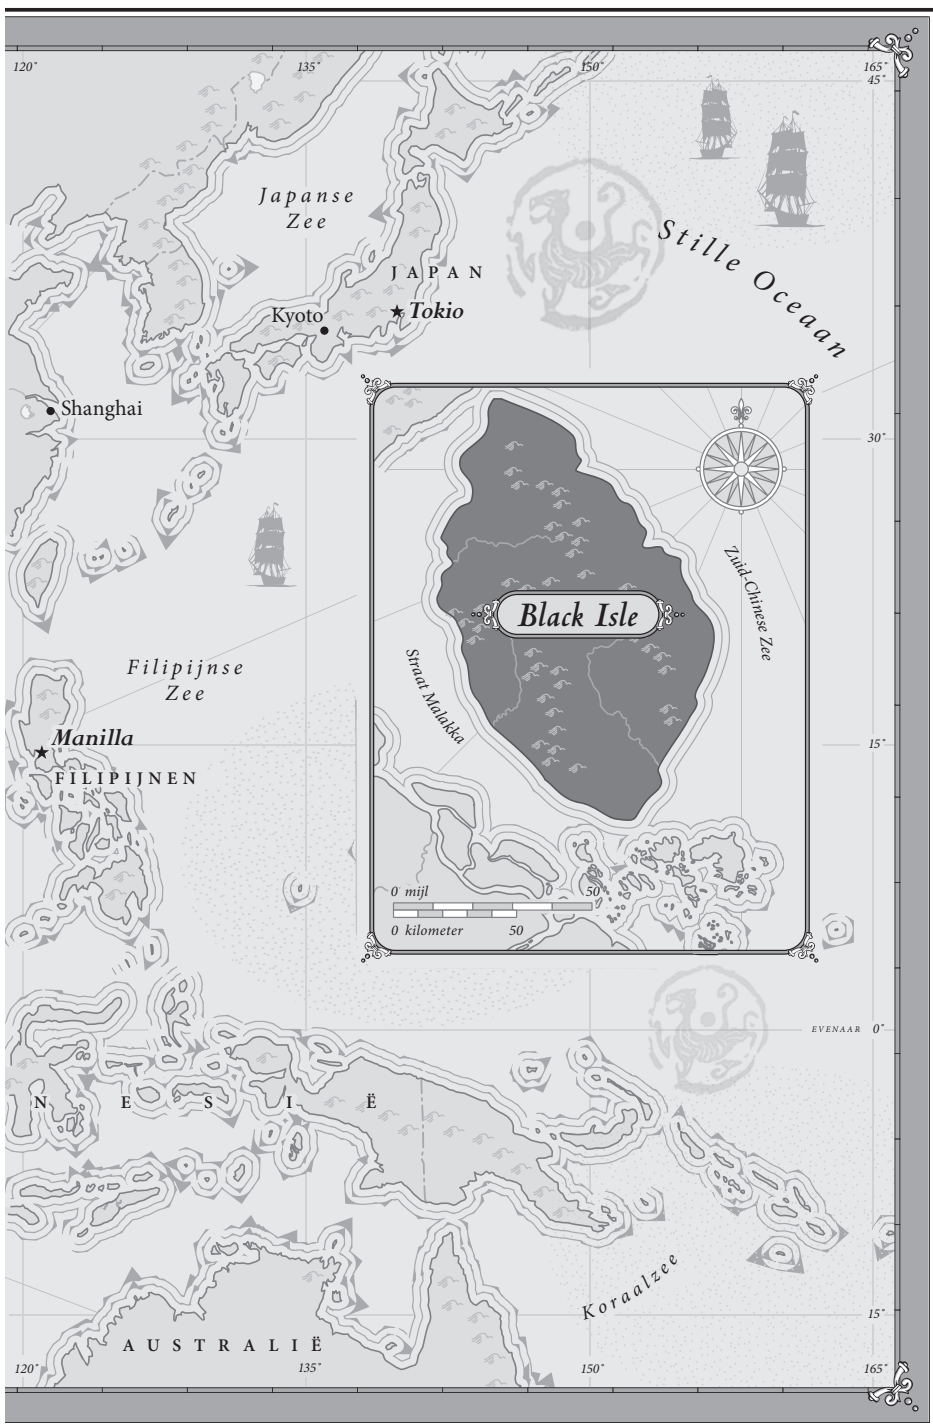 120°
135°
150°
165°
45°
Japanse
Zee
Stille Oceaan
JAPAN
Kyoto
Tokio
Shanghai
30°
Zuid-Chinese Zee
Black Isle
Straat Malakka
Filipijnse
Zee
Manilla
FILIPIJNEN
15°
0 mijl 50
0 kilometer 50
EVENAAR 0°
N E S I Ë
Koraalzee
15°
AUSTRALIË
120°
135°
150°
165°